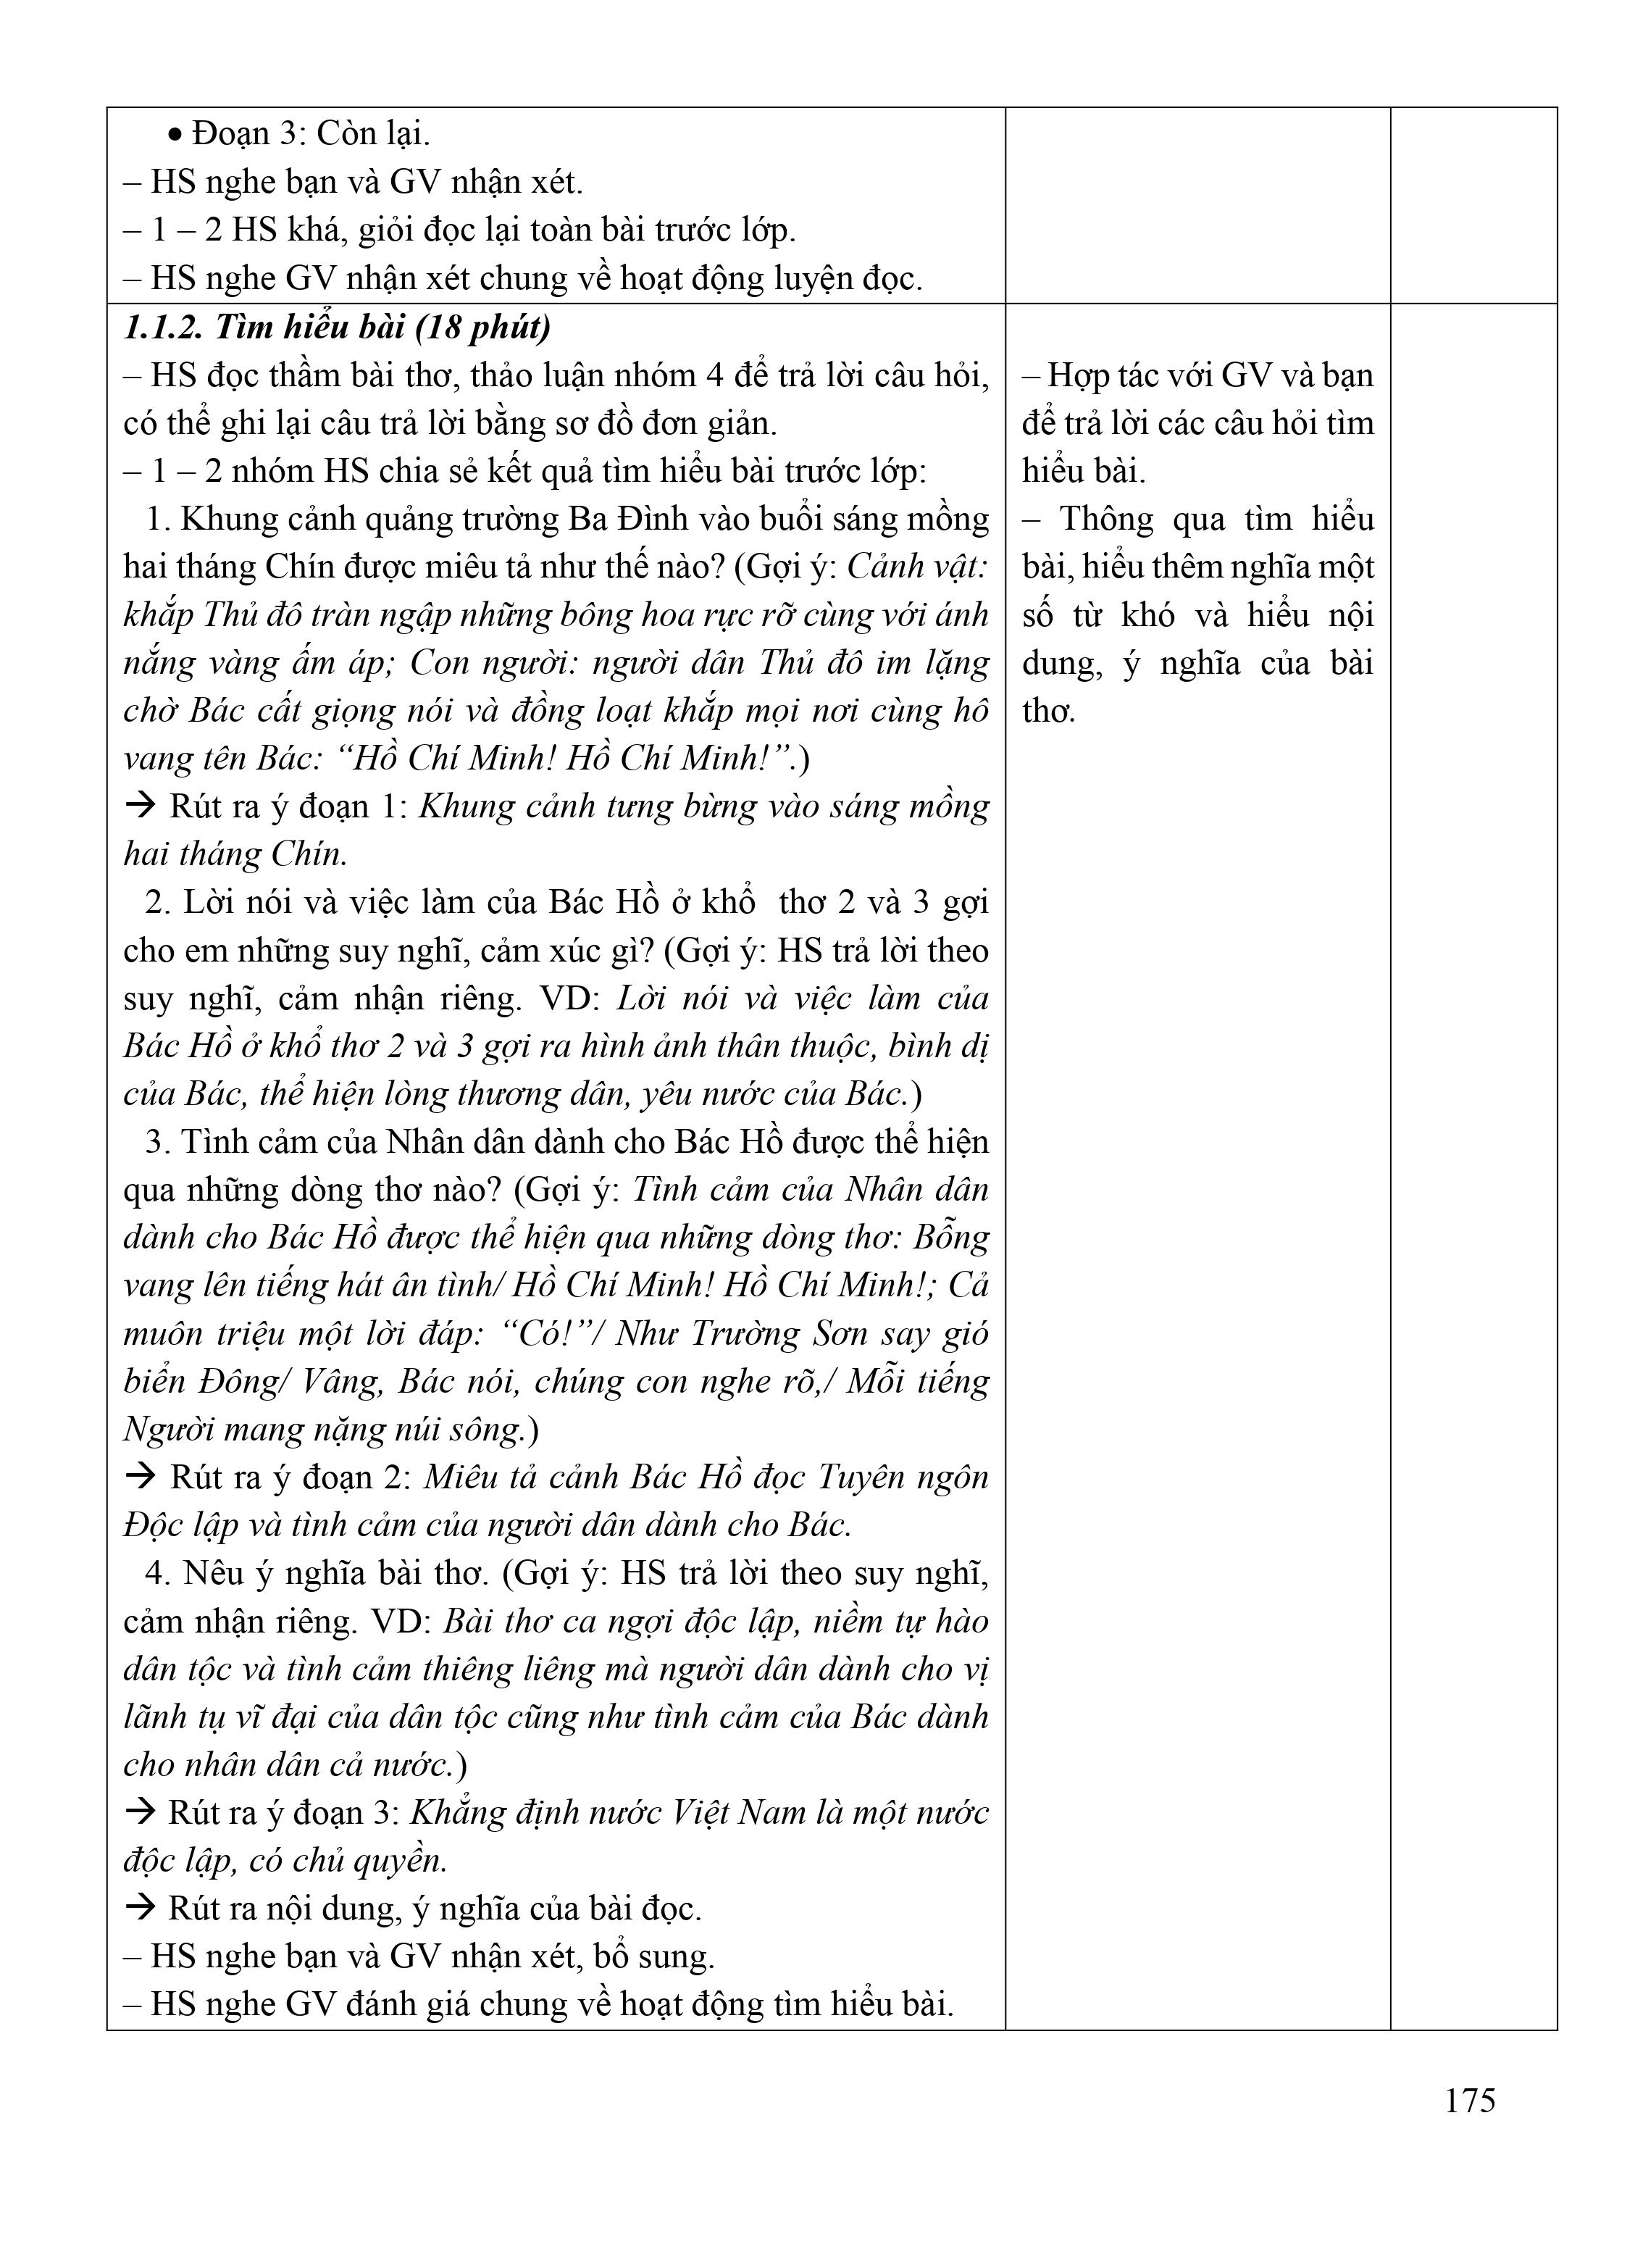 • Đoạn 3: Còn lại.
– HS nghe bạn và GV nhận xét.
– 1 – 2 HS khá, giỏi đọc lại toàn bài trước lớp.
– HS nghe GV nhận xét chung về hoạt động luyện đọc.
1.1.2. Tìm hiểu bài (18 phút)
– HS đọc thầm bài thơ, thảo luận nhóm 4 để trả lời câu hỏi,
có thể ghi lại câu trả lời bằng sơ đồ đơn giản.
– 1 – 2 nhóm HS chia sẻ kết quả tìm hiểu bài trước lớp:
1. Khung cảnh quảng trường Ba Đình vào buổi sáng mồng
hai tháng Chín được miêu tả như thế nào? (Gợi ý: Cảnh vật:
khắp Thủ đô tràn ngập những bông hoa rực rỡ cùng với ánh
nắng vàng ấm áp; Con người: người dân Thủ đô im lặng
chờ Bác cất giọng nói và đồng loạt khắp mọi nơi cùng hô
vang tên Bác: “Hồ Chí Minh! Hồ Chí Minh!”.)
→ Rút ra ý đoạn 1: Khung cảnh tưng bừng vào sáng mồng
hai tháng Chín.
2. Lời nói và việc làm của Bác Hồ ở khổ thơ 2 và 3 gợi
cho em những suy nghĩ, cảm xúc gì? (Gợi ý: HS trả lời theo
suy nghĩ, cảm nhận riêng. VD: Lời nói và việc làm của
Bác Hồ ở khổ thơ 2 và 3 gợi ra hình ảnh thân thuộc, bình dị
của Bác, thể hiện lòng thương dân, yêu nước của Bác.)
3. Tình cảm của Nhân dân dành cho Bác Hồ được thể hiện
qua những dòng thơ nào? (Gợi ý: Tình cảm của Nhân dân
dành cho Bác Hồ được thể hiện qua những dòng thơ: Bỗng
vang lên tiếng hát ân tình/ Hồ Chí Minh! Hồ Chí Minh!; Cả
muôn triệu một lời đáp: “Có!”/ Như Trường Sơn say gió
biển Đông/ Vâng, Bác nói, chúng con nghe rõ,/ Mỗi tiếng
Người mang nặng núi sông.)
→ Rút ra ý đoạn 2: Miêu tả cảnh Bác Hồ đọc Tuyên ngôn
Độc lập và tình cảm của người dân dành cho Bác.
4. Nêu ý nghĩa bài thơ. (Gợi ý: HS trả lời theo suy nghĩ,
cảm nhận riêng. VD: Bài thơ ca ngợi độc lập, niềm tự hào
dân tộc và tình cảm thiêng liêng mà người dân dành cho vị
lãnh tụ vĩ đại của dân tộc cũng như tình cảm của Bác dành
cho nhân dân cả nước.)
→ Rút ra ý đoạn 3: Khẳng định nước Việt Nam là một nước
độc lập, có chủ quyền.
→ Rút ra nội dung, ý nghĩa của bài đọc.
– HS nghe bạn và GV nhận xét, bổ sung.
– HS nghe GV đánh giá chung về hoạt động tìm hiểu bài.
– Hợp tác với GV và bạn
để trả lời các câu hỏi tìm
hiểu bài.
– Thông qua tìm hiểu
bài, hiểu thêm nghĩa một
số từ khó và hiểu nội
dung, ý nghĩa của bài
thơ.
175